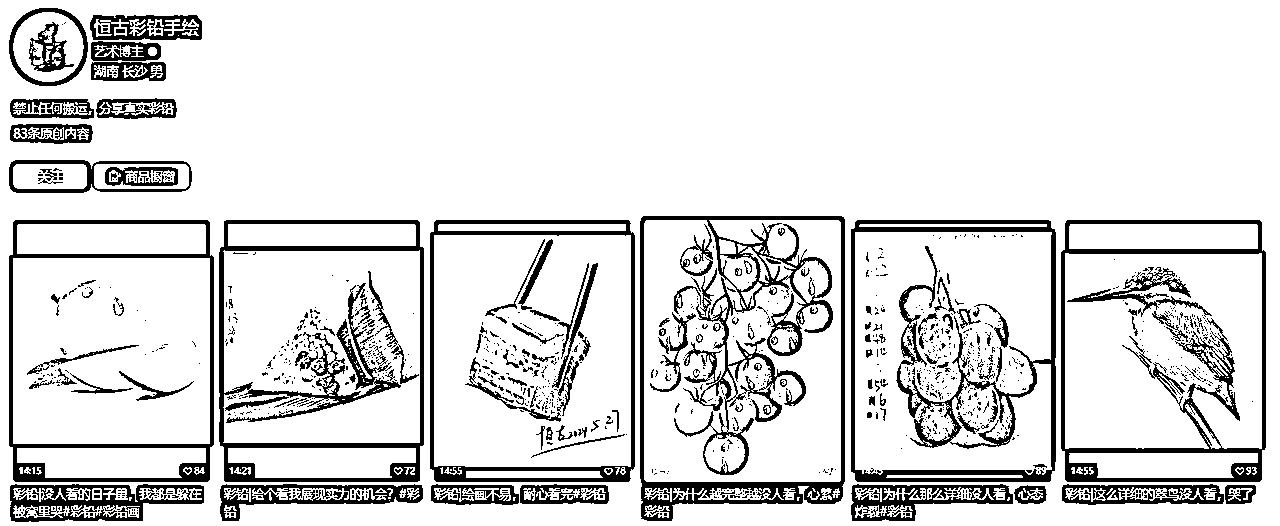 恒古彩铅手绘
艺术博主
湖南 长沙 男
禁止任何搬运，分享真实彩铅
83条原创内容
关注
商品橱窗
恒古2024.5.27
14:15
84
14:21
72
14:55
78
89
14:55
93
彩铅|没人看的日子里，我都是躲在
被窝里哭#彩铅#彩铅画
彩铅|给个看我展现实力的机会？#彩
铅
彩铅|绘画不易，耐心看完#彩铅
彩铅|为什么越完整越没人看，心累#
彩铅
彩铅|为什么那么详细没人看，心态
炸裂#彩铅
彩铅|这么详细的翠鸟没人看，哭了